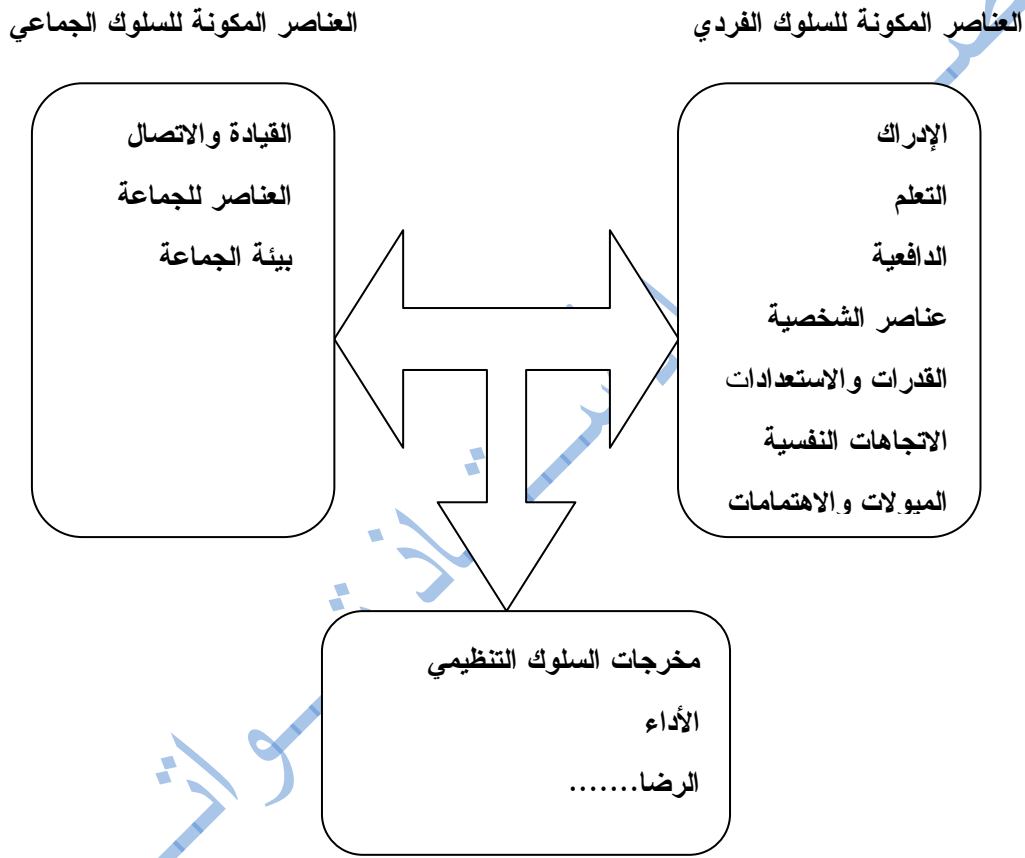 العناصر المكونة للسلوك الفردي
العناصر المكونة للسلوك الجماعي
الإدراك
التعلم
الدافعية
عناصر الشخصية
القدرات والاستعدادات
الاتجاهات النفسية
الميولات والاهتمامات
القيادة والاتصال
العناصر للجماعة
بيئة الجماعة
مخرجات السلوك التنظيمي
الأداء
الرضا.......